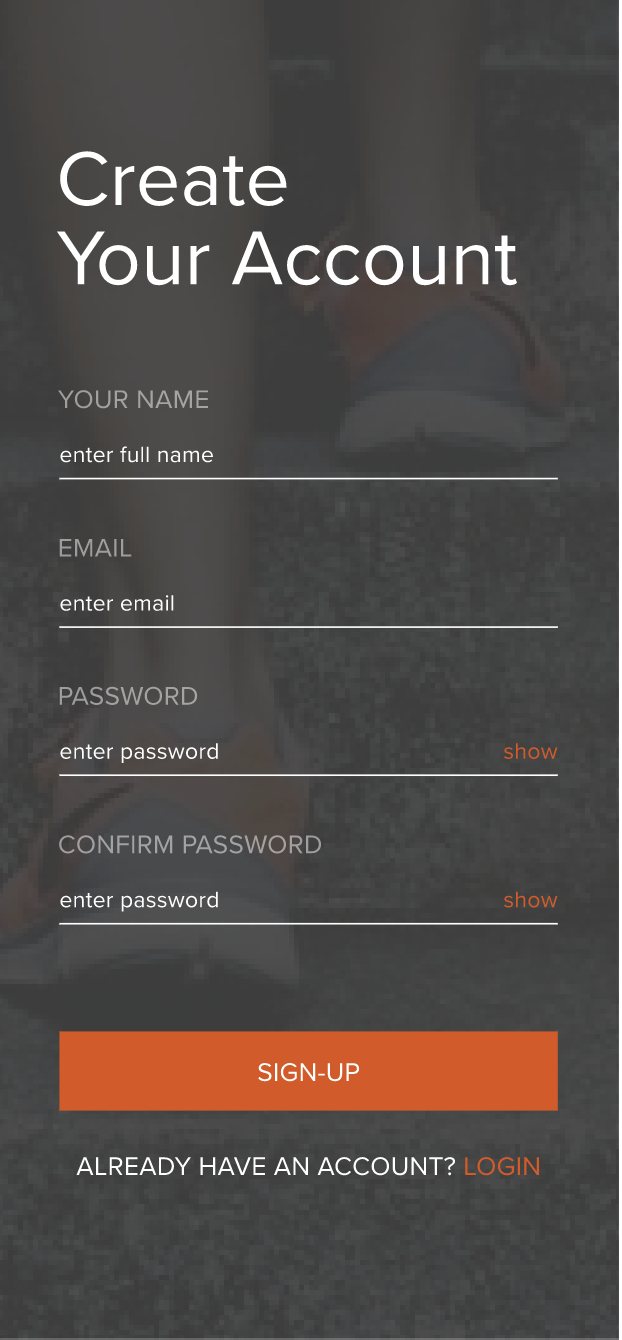 Create
Your Account
YOUR NAME
enter full name
EMAIL
enter email
PASSWORD
enter password show
CONFIRM PASSWORD
enter password show
SIGN-UP
ALREADY HAVE AN ACCOUNT? LOGIN